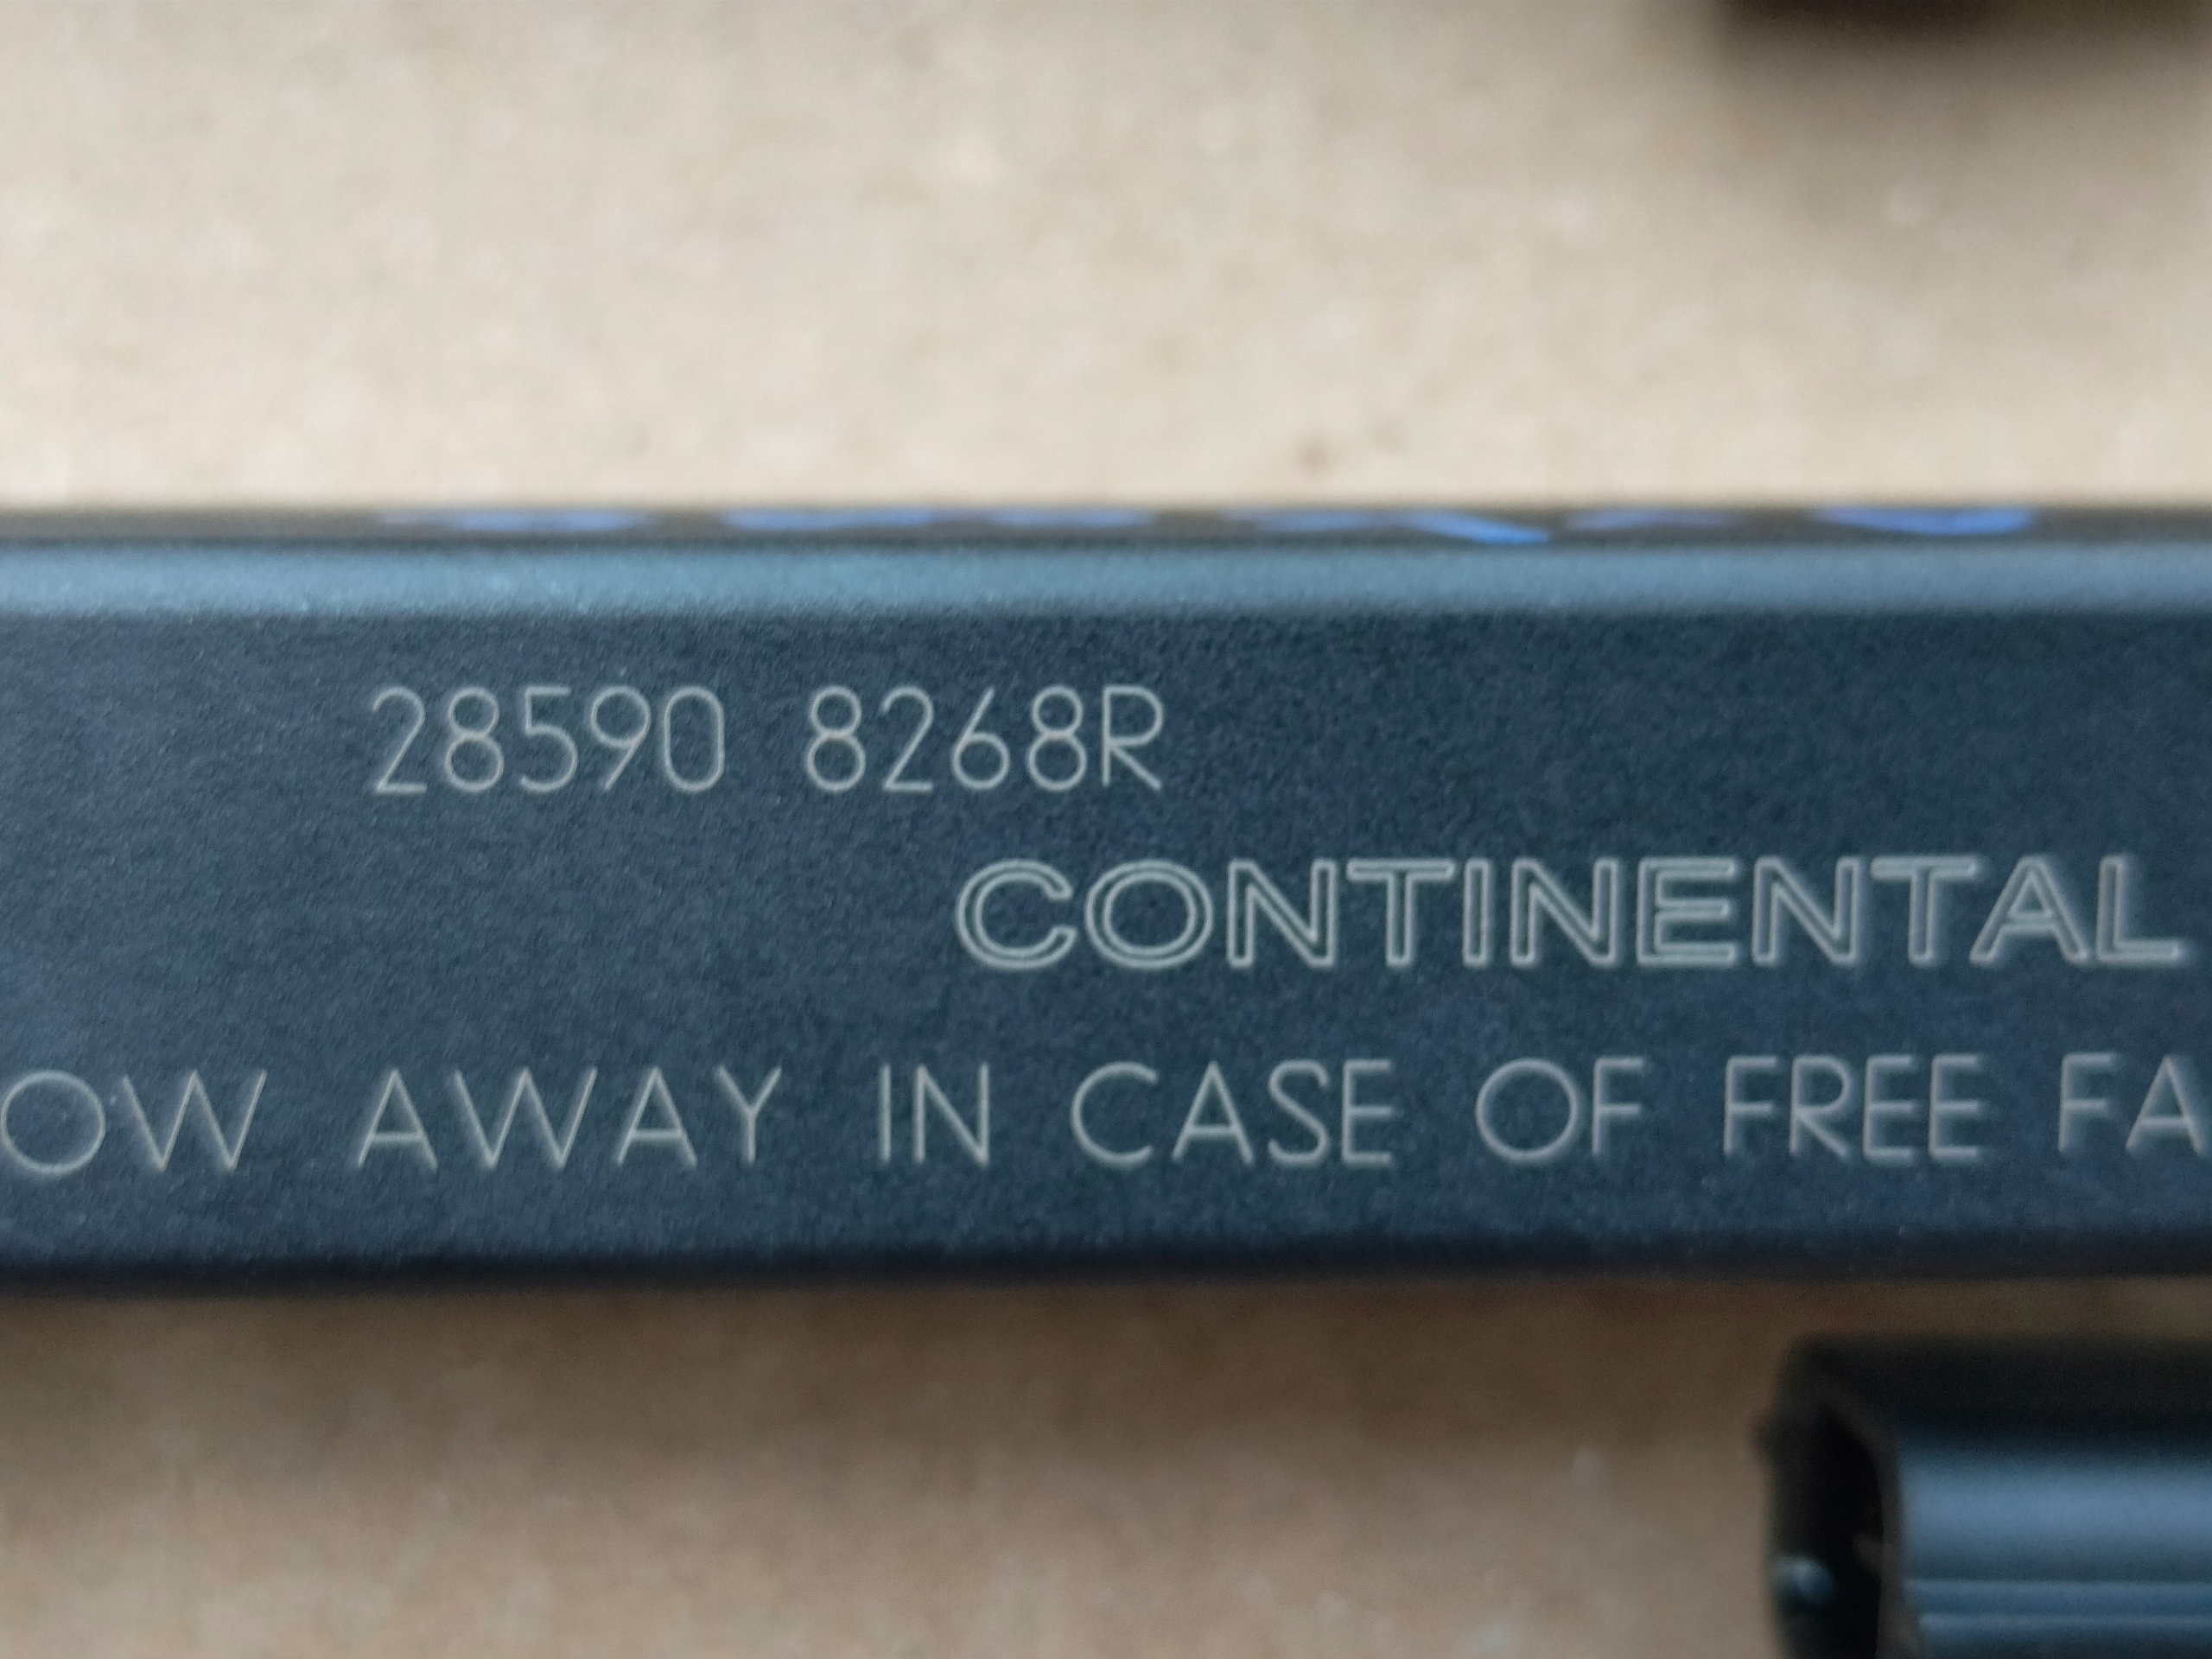 28590 8268R
CONTINENTAL
OW AWAY IN CASE OF FREE FA